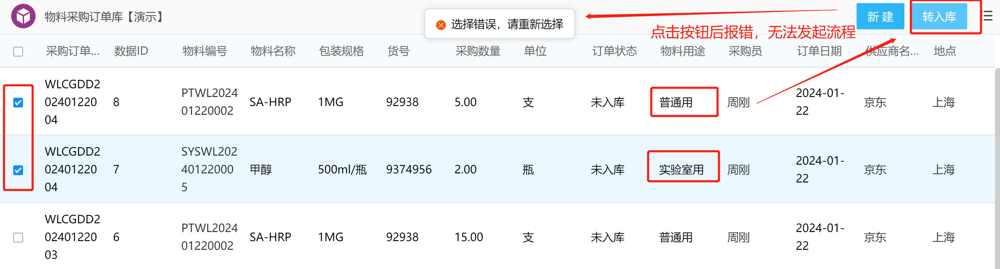 物料采购订单库【演示】
选择错误，请重新选择
新 建
转入库
点击按钮后报错，无法发起流程
采购订单... 数据ID 物料编号 物料名称 包装规格 货号 采购数量 单位 订单状态 物料用途 采购员 订单日期 供应商名... 地点
WLCGDD2
02401220
04
8
PTWL2024
01220002
SA-HRP
1MG
92938
5.00
支
未入库
普通用
周刚
2024-01-
22
京东
上海
WLCGDD2
02401220
04
7
SYSWL202
40122000
5
甲醇
500ml/瓶
9374956
2.00
瓶
未入库
实验室用
周刚
2024-01-
22
京东
上海
WLCGDD2
02401220
03
6
PTWL2024
01220002
SA-HRP
1MG
92938
15.00
支
未入库
普通用
周刚
2024-01-
22
京东
上海